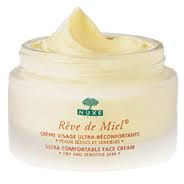 NUXE
Rêve de Miel®
CRÈME VISAGE ULTRA-RÉCONFORTANTE
• PEAUX SÈCHES ET SENSIBLES •
ULTRA COMFORTABLE FACE CREAM
• DRY AND SENSITIVE SKIN •